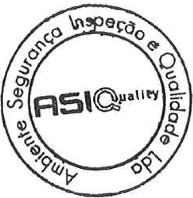 Ambiente Segurança Inspeção e Qualidade Lda
ASIQuality